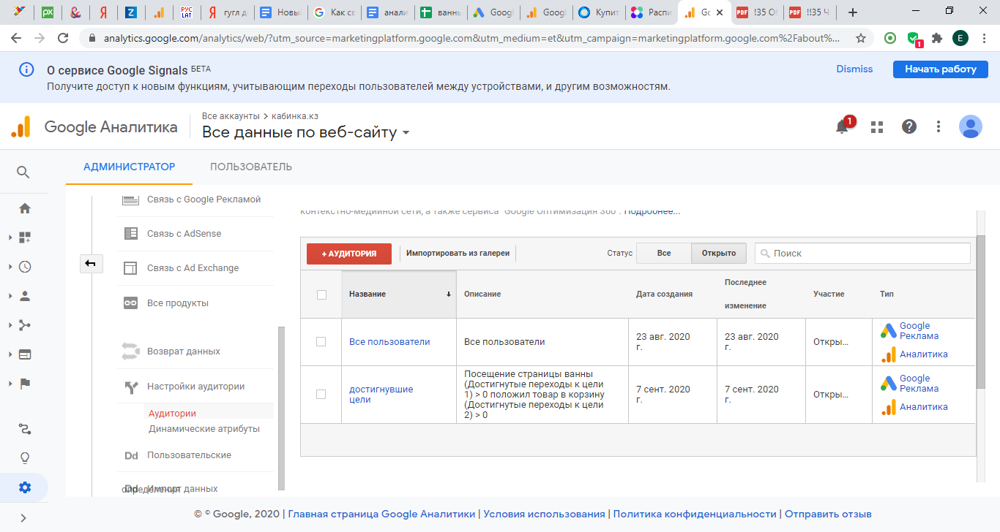 РУС LAT
гугл д
Новый
Как св
анали
ванны
Googl
Googl
Купит
Распи
Go
!35 О
!!35 Ч
analytics.google.com/analytics/web/?utm_source=marketingplatform.google.com&utm_medium=et&utm_campaign=marketingplatform.google.com%2Fabout%...
1
E
О сервисе Google Signals БЕТА
Получите доступ к новым функциям, учитывающим переходы пользователей между устройствами, и другим возможностям.
Dismiss
Начать работу
Google Аналитика
Все аккаунты > кабинка.кз
Все данные по веб-сайту
1
АДМИНИСТРАТОР
ПОЛЬЗОВАТЕЛЬ
Связь с Google Рекламой
Связь с AdSense
Связь с Ad Exchange
Все продукты
Возврат данных
Настройки аудитории
Аудитории
Динамические атрибуты
Dd Пользовательские
определения
Dd Импорт данных
контекстно-медийной сети, а также сервиса "Google Оптимизация 360". Подробнее...
+ АУДИТОРИЯ
Импортировать из галереи
Статус
Все
Открыто
Поиск
Название
Описание
Дата создания
Последнее
изменение
Участие
Тип
Все пользователи
Все пользователи
23 авг. 2020
г.
23 авг. 2020
г.
Откры...
Google
Реклама
Аналитика
достигнувшие
цели
Посещение страницы ванны
(Достигнутые переходы к цели
1) > 0 положил товар в корзину
(Достигнутые переходы к цели
2) > 0
7 сент. 2020
г.
7 сент. 2020
г.
Откры...
Google
Реклама
Аналитика
© © Google, 2020 | Главная страница Google Аналитики | Условия использования | Политика конфиденциальности | Отправить отзыв